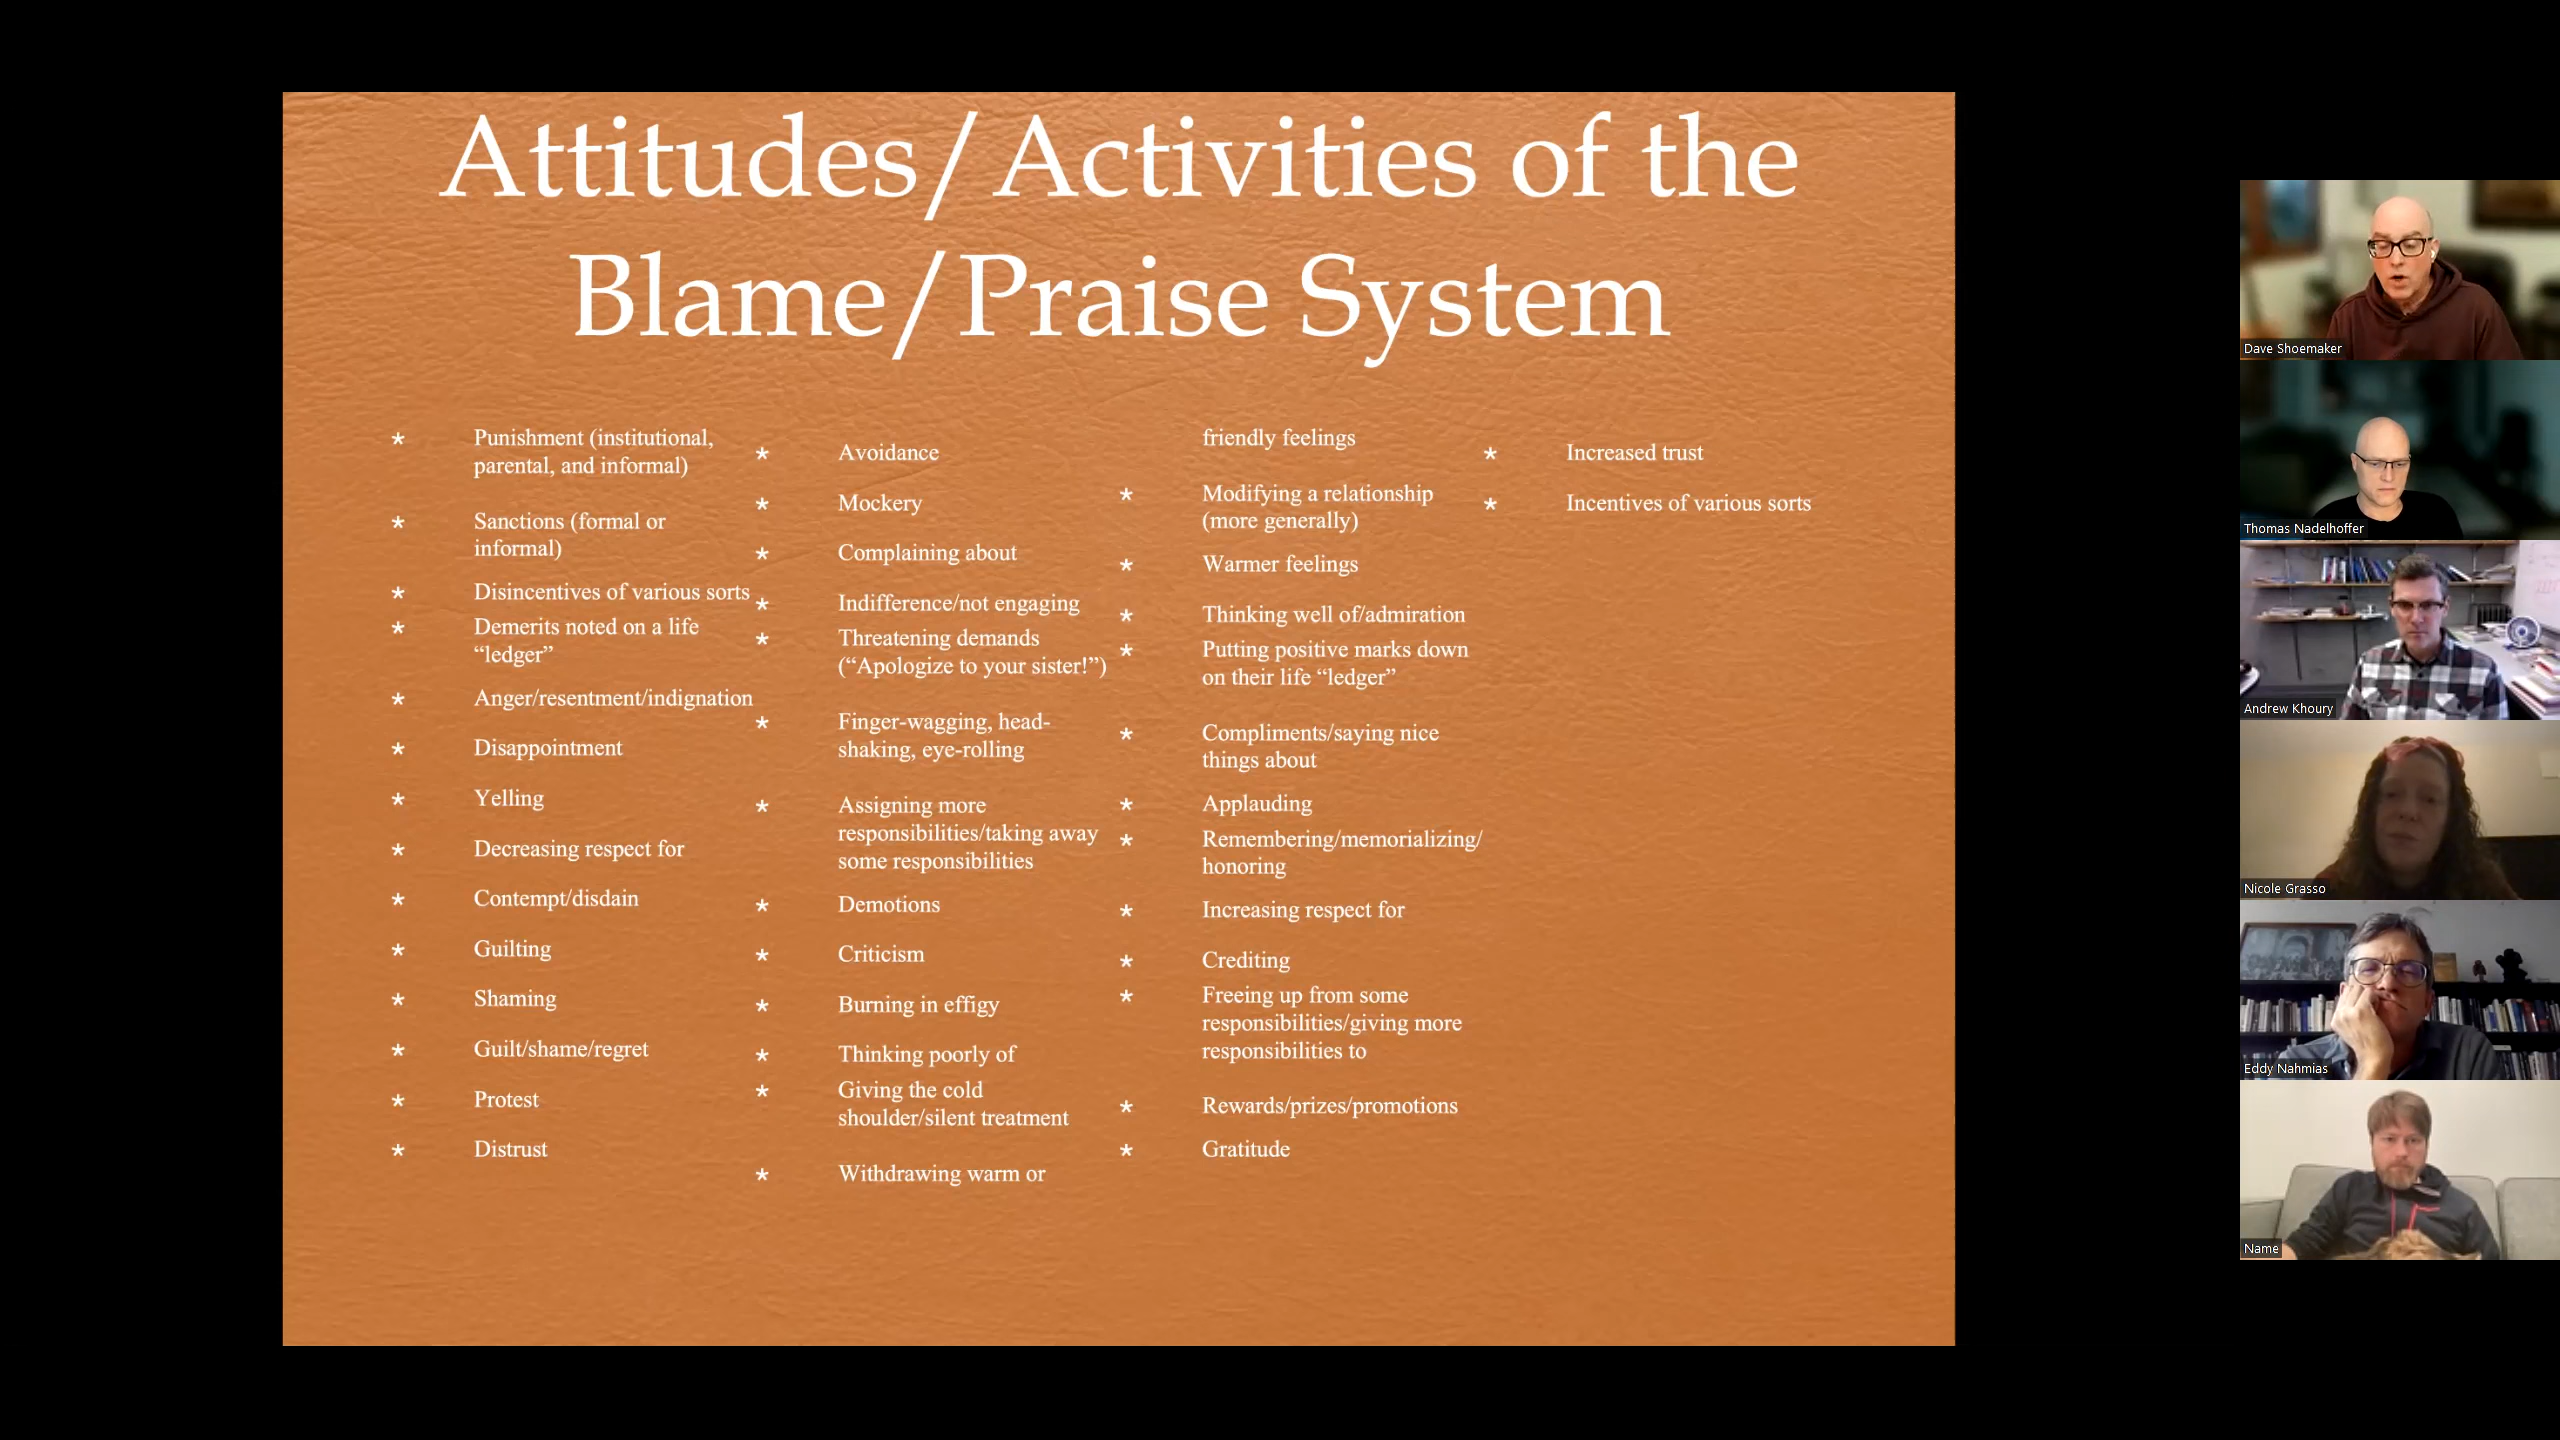 Attitudes/Activities of the
Blame/Praise System
* Punishment (institutional,
parental, and informal)
* Sanctions (formal or
informal)
* Disincentives of various sorts
* Demerits noted on a life
“ledger”
* Anger/resentment/indignation
* Disappointment
* Yelling
* Decreasing respect for
* Contempt/disdain
* Guilting
* Shaming
* Guilt/shame/regret
* Protest
* Distrust
* Avoidance
* Mockery
* Complaining about
* Indifference/not engaging
* Threatening demands
(“Apologize to your sister!”)
* Finger-wagging, head-
shaking, eye-rolling
* Assigning more
responsibilities/taking away
some responsibilities
* Demotions
* Criticism
* Burning in effigy
* Thinking poorly of
* Giving the cold
shoulder/silent treatment
* Withdrawing warm or
friendly feelings
* Modifying a relationship
(more generally)
* Warmer feelings
* Thinking well of/admiration
* Putting positive marks down
on their life “ledger”
* Compliments/saying nice
things about
* Applauding
* Remembering/memorializing/
honoring
* Increasing respect for
* Crediting
* Freeing up from some
responsibilities/giving more
responsibilities to
* Rewards/prizes/promotions
* Gratitude
* Increased trust
* Incentives of various sorts
Dave Shoemaker
Thomas Nadelhoffer
Andrew Khoury
Nicole Grasso
Eddy Nahmias
Name